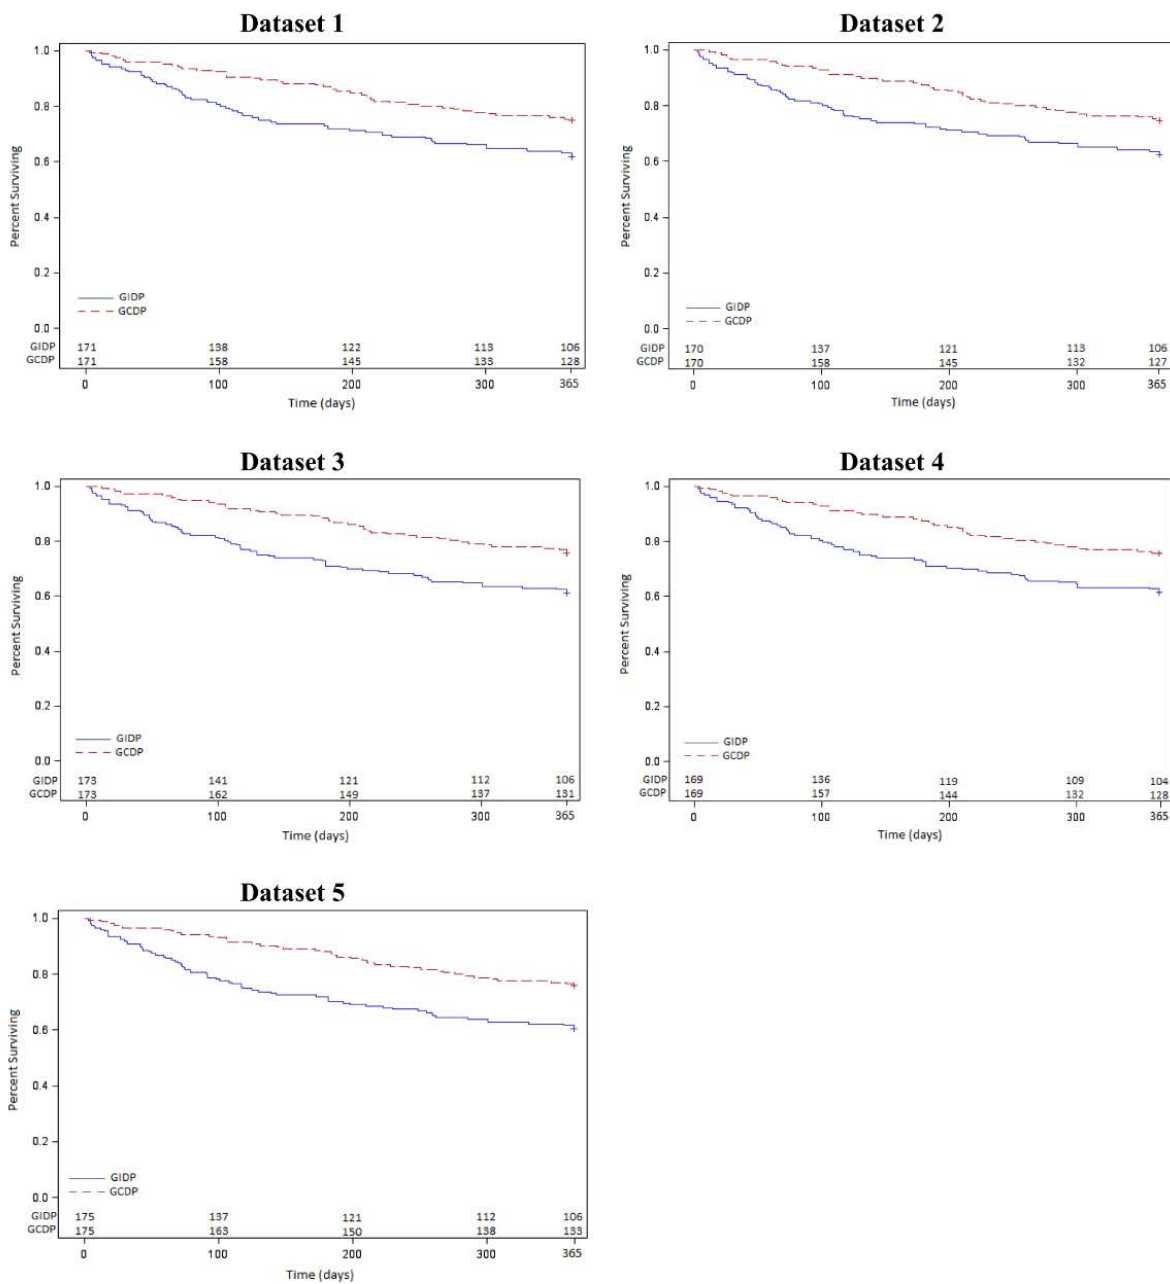 Dataset 1
1.0
0.8
0.6
0.4
0.2
0.0
Percent Surviving
GIDP
GCDP
GIDP 171 138 122 113 106
GCDP 171 158 145 133 128
0 100 200 300 365
Time (days)
Dataset 2
1.0
0.8
0.6
0.4
0.2
0.0
Percent Surviving
GIDP
GCDP
GIDP 170 137 121 113 106
GCDP 170 158 145 132 127
0 100 200 300 365
Time (days)
Dataset 3
1.0
0.8
0.6
0.4
0.2
0.0
Percent Surviving
GIDP
GCDP
GIDP 173 141 121 112 106
GCDP 173 162 149 137 131
0 100 200 300 365
Time (days)
Dataset 4
1.0
0.8
0.6
0.4
0.2
0.0
Percent Surviving
GIDP
GCDP
GIDP 169 136 119 109 104
GCDP 169 157 144 132 128
0 100 200 300 365
Time (days)
Dataset 5
1.0
0.8
0.6
0.4
0.2
0.0
Percent Surviving
GIDP
GCDP
GIDP 175 137 121 112 106
GCDP 175 163 150 138 133
0 100 200 300 365
Time (days)